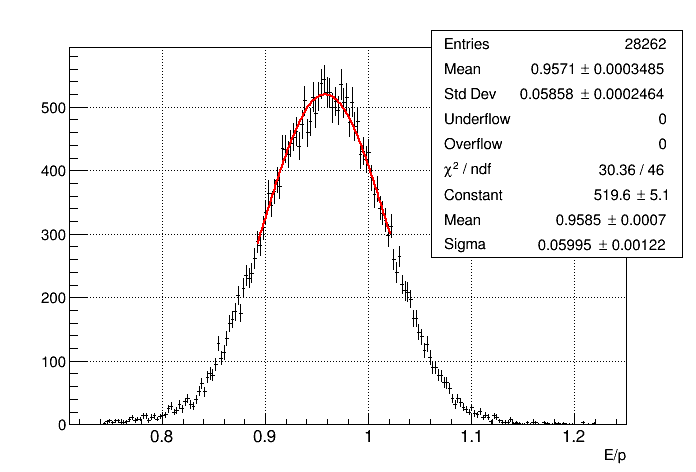 Entries 28262
Mean 0.9571 ± 0.0003485
Std Dev 0.05858 ± 0.0002464
Underflow 0
Overflow 0
χ² / ndf 30.36 / 46
Constant 519.6 ± 5.1
Mean 0.9585 ± 0.0007
Sigma 0.05995 ± 0.00122
500
400
300
200
100
0
0.8 0.9 1 1.1 1.2
E/p